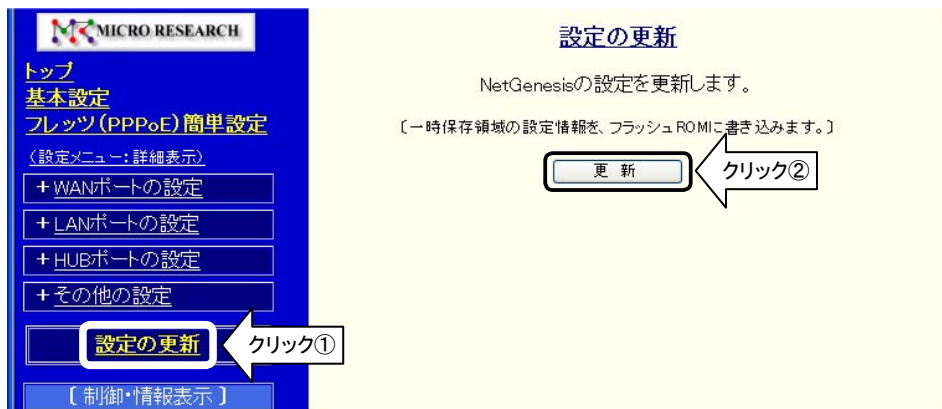 MICRO RESEARCH
トップ
基本設定
フレッツ(PPPoE)簡単設定
(設定メニュー:詳細表示)
+WANポートの設定
+LANポートの設定
+HUBポートの設定
+その他の設定
設定の更新
クリック①
[制御・情報表示]
設定の更新
NetGenesisの設定を更新します。
〔一時保存領域の設定情報を、フラッシュROMに書き込みます。〕
更 新
クリック②